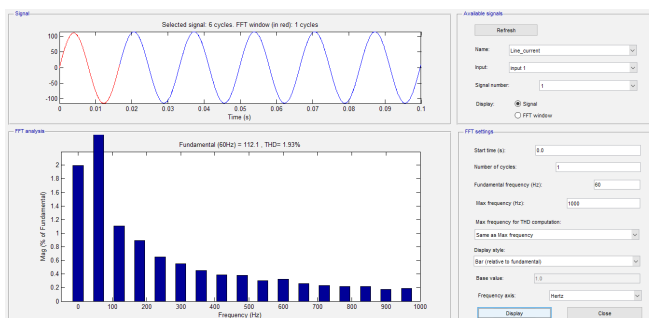 Signal
Selected signal: 6 cycles. FFT window (in red): 1 cycles
100
50
0
-50
-100
0 0.01 0.02 0.03 0.04 0.05 0.06 0.07 0.08 0.09 0.1
Time (s)
FFT analysis
Fundamental (60Hz) = 112.1 , THD= 1.93%
Mag (% of Fundamental)
2
1.8
1.6
1.4
1.2
1
0.8
0.6
0.4
0.2
0
0 100 200 300 400 500 600 700 800 900 1000
Frequency (Hz)
Available signals
Refresh
Name: Line_current
Input: input 1
Signal number: 1
Display: Signal
FFT window
FFT settings
Start time (s): 0.0
Number of cycles: 1
Fundamental frequency (Hz): 60
Max frequency (Hz): 1000
Max frequency for THD computation:
Same as Max frequency
Display style:
Bar (relative to fundamental)
Base value: 1.0
Frequency axis: Hertz
Display Close